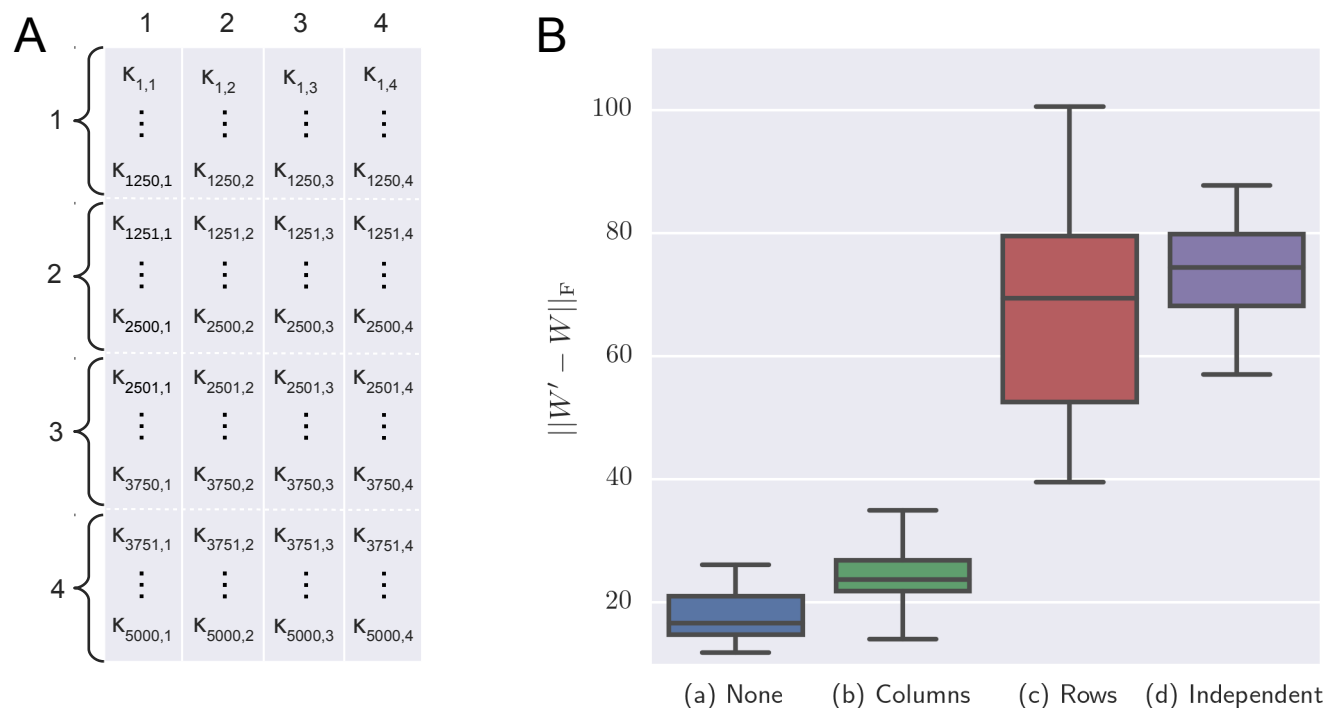 A
1 2 3 4
1
K1,1 K1,2 K1,3 K1,4
⋮ ⋮ ⋮ ⋮
K1250,1 K1250,2 K1250,3 K1250,4
2
K1251,1 K1251,2 K1251,3 K1251,4
⋮ ⋮ ⋮ ⋮
K2500,1 K2500,2 K2500,3 K2500,4
3
K2501,1 K2501,2 K2501,3 K2501,4
⋮ ⋮ ⋮ ⋮
K3750,1 K3750,2 K3750,3 K3750,4
4
K3751,1 K3751,2 K3751,3 K3751,4
⋮ ⋮ ⋮ ⋮
K5000,1 K5000,2 K5000,3 K5000,4
B
||W′ − W||F
100
80
60
40
20
(a) None (b) Columns (c) Rows (d) Independent